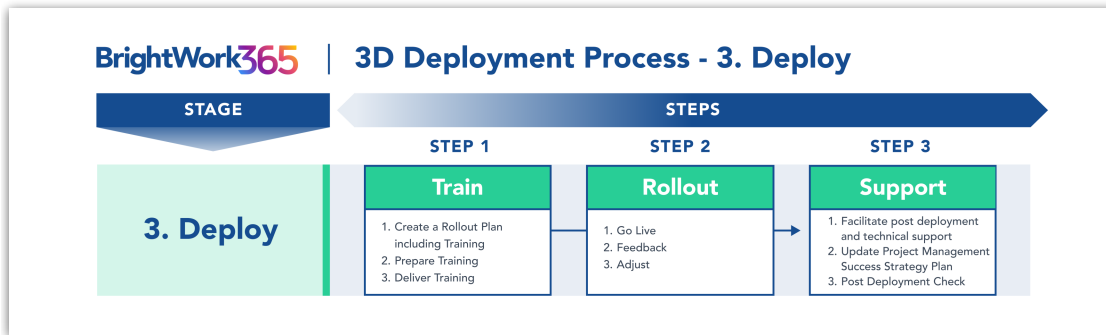 BrightWork365
3D Deployment Process - 3. Deploy
STAGE
STEPS
STEP 1
STEP 2
STEP 3
3. Deploy
Train
1. Create a Rollout Plan
including Training
2. Prepare Training
3. Deliver Training
Rollout
1. Go Live
2. Feedback
3. Adjust
Support
1. Facilitate post deployment
and technical support
2. Update Project Management
Success Strategy Plan
3. Post Deployment Check